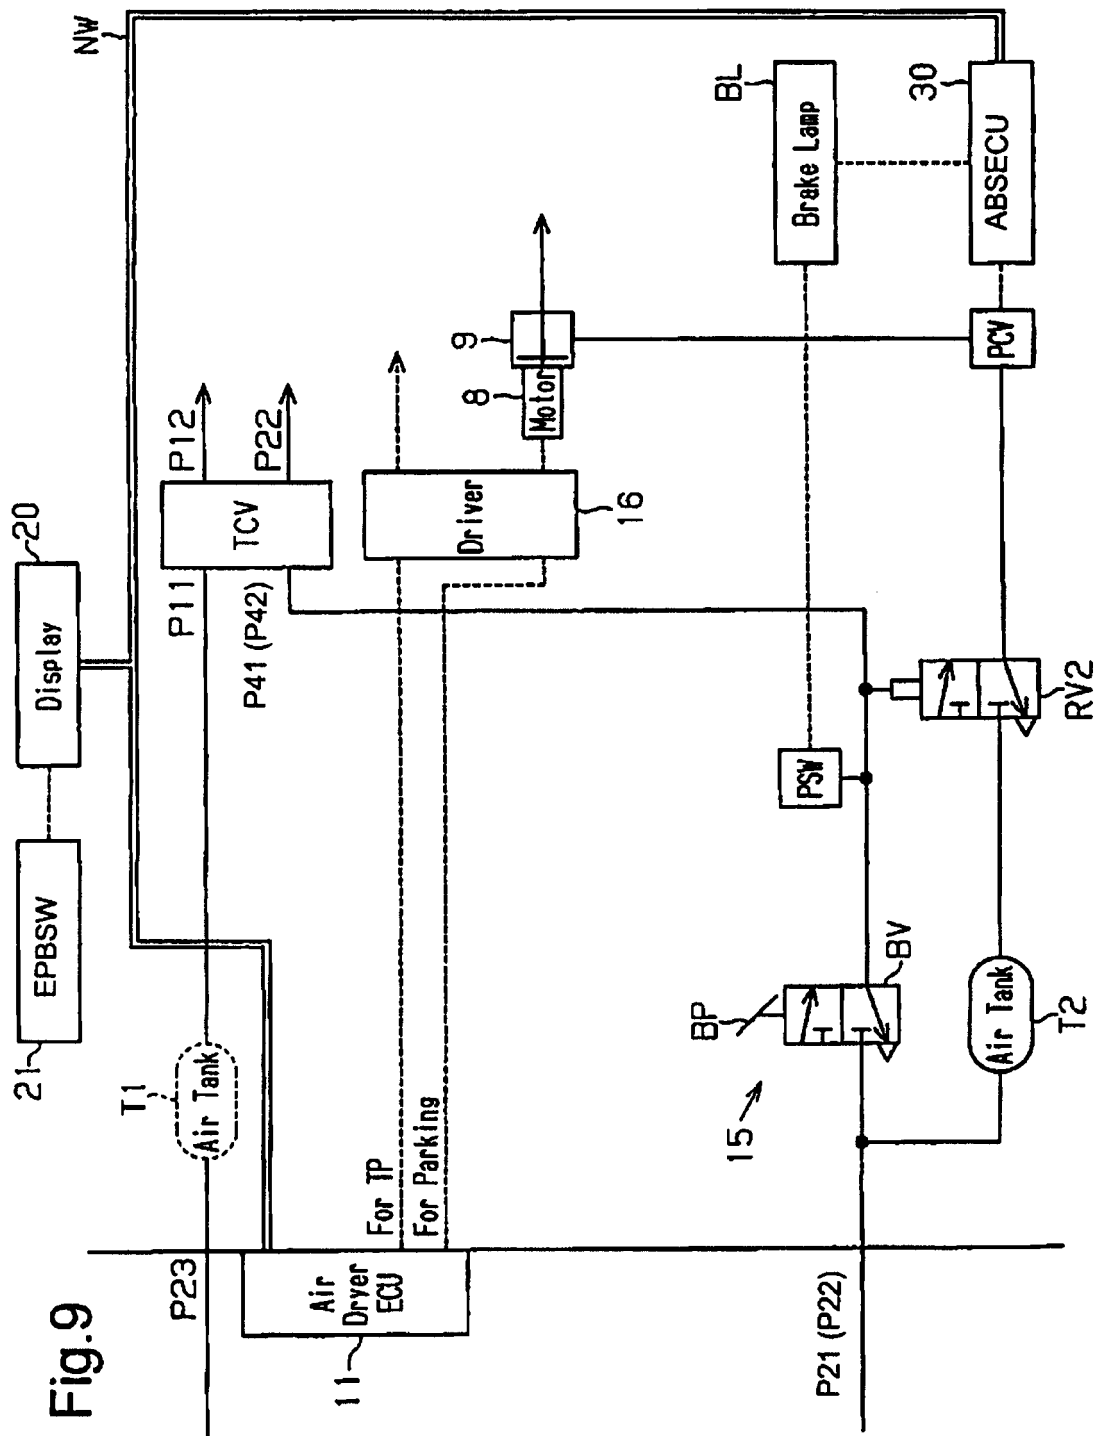 Fig.9
20
Display
21
EPBSW
NW
T1
Air Tank
P23
P11
P12
TCV
P22
P41 (P42)
Air
Dryer
ECU
11
For TP
For Parking
Driver
16
8
Motor
9
BL
Brake Lamp
30
ABSECU
PCV
PSW
RV2
BP
BV
15
Air Tank
T2
P21 (P22)